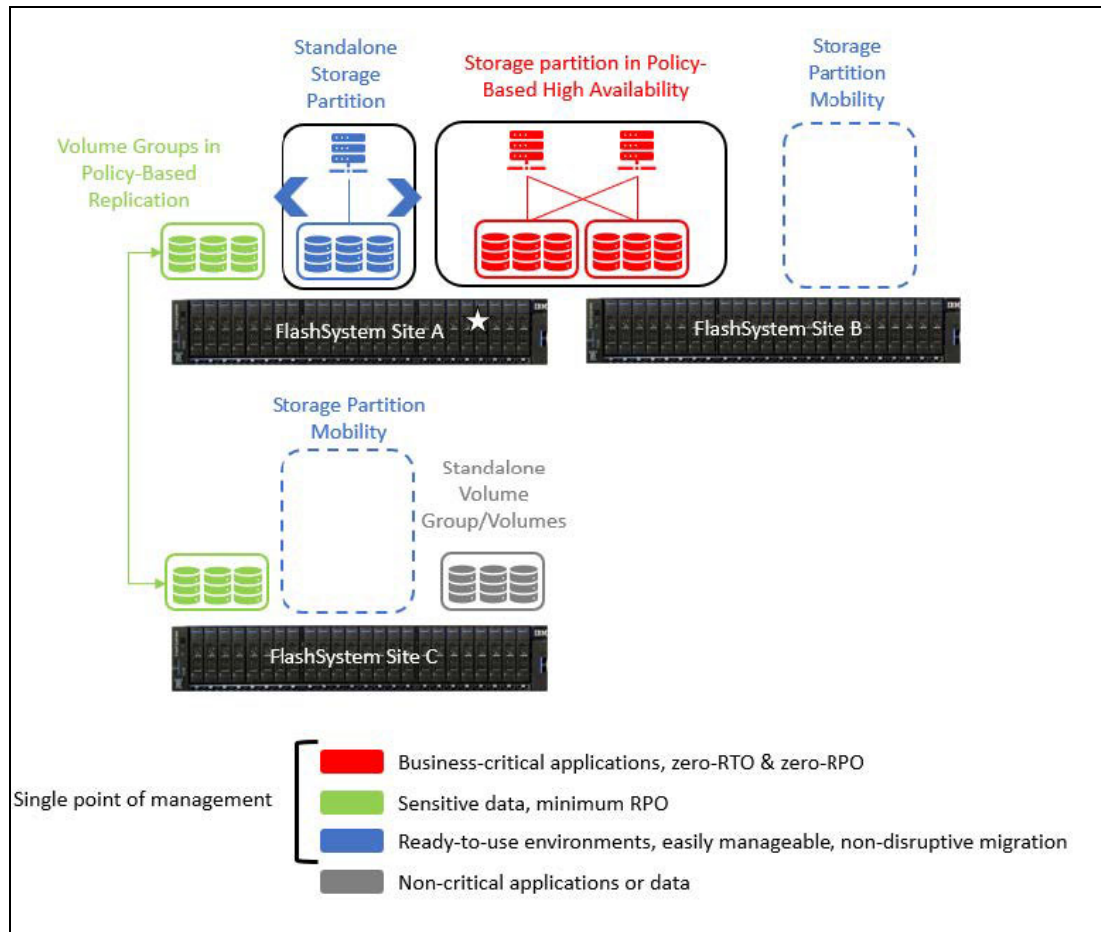 Standalone
Storage
Partition
Storage partition in Policy-
Based High Availability
Storage
Partition
Mobility
Volume Groups in
Policy-Based
Replication
IBM
FlashSystem Site A
IBM
FlashSystem Site B
Storage Partition
Mobility
Standalone
Volume
Group/Volumes
IBM
FlashSystem Site C
Single point of management
Business-critical applications, zero-RTO & zero-RPO
Sensitive data, minimum RPO
Ready-to-use environments, easily manageable, non-disruptive migration
Non-critical applications or data